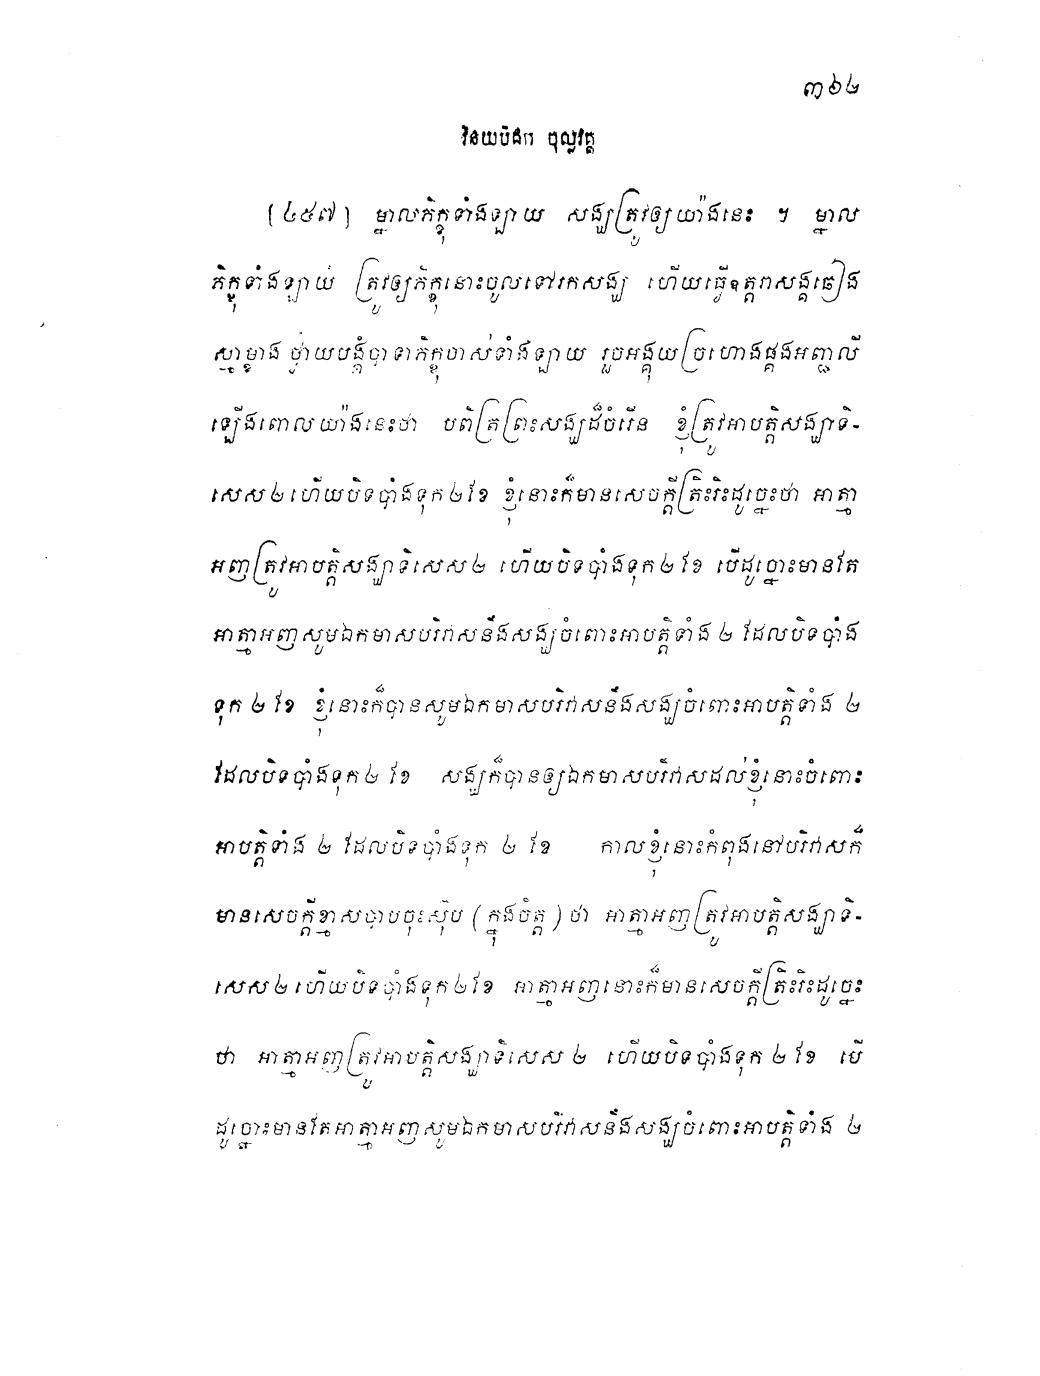 ៣៦២
វិនយបិដក ចុល្លវគ្គ
(៤៥៧) ម្នាលភិក្ខុទាំងឡាយ សង្ឃត្រូវឲ្យយ៉ាងនេះ ។ ម្នាល
ភិក្ខុទាំងឡាយ ត្រូវឲ្យភិក្ខុនោះចូលទៅរកសង្ឃ ហើយធ្វើឧត្តរាសង្គឆៀង
ស្មាម្ខាង ថ្វាយបង្គំបាទាភិក្ខុចាស់ទាំងឡាយ រួចអង្គុយច្រហោងផ្គងអញ្ជលី
ឡើងពោលយ៉ាងនេះថា បពិត្រព្រះសង្ឃដ៏ចំរើន ខ្ញុំត្រូវអាបត្តិសង្ឃាទិ-
សេស២ ហើយបិទបាំងទុក២ខែ ខ្ញុំនោះក៏មានសេចក្តីត្រិះរិះដូច្នេះថា អាត្មា
អញត្រូវអាបត្តិសង្ឃាទិសេស២ ហើយបិទបាំងទុក២ខែ បើដូច្នោះមានតែ
អាត្មាអញសូមឯកមាសបរិវាសនឹងសង្ឃចំពោះអាបត្តិទាំង ២ ដែលបិទបាំង
ទុក ២ ខែ ខ្ញុំនោះក៏បានសូមឯកមាសបរិវាសនឹងសង្ឃចំពោះអាបត្តិទាំង ២
ដែលបិទបាំងទុក២ ខែ សង្ឃក៏បានឲ្យឯកមាសបរិវាសដល់ខ្ញុំនោះចំពោះ
អាបត្តិទាំង ២ ដែលបិទបាំងទុក ២ ខែ កាលខ្ញុំនោះកំពុងនៅបរិវាសក៏
មានសេចក្តីខ្មាសចាបចុះស៊ុប (ក្នុងចិត្ត) ថា អាត្មាអញត្រូវអាបត្តិសង្ឃាទិ-
សេស២ ហើយបិទបាំងទុក២ខែ អាត្មាអញនោះក៏មានសេចក្តីត្រិះរិះដូច្នេះ
ថា អាត្មាអញត្រូវអាបត្តិសង្ឃាទិសេស ២ ហើយបិទបាំងទុក ២ ខែ បើ
ដូច្នោះមានតែអាត្មាអញសូមឯកមាសបរិវាសនឹងសង្ឃចំពោះអាបត្តិទាំង ២